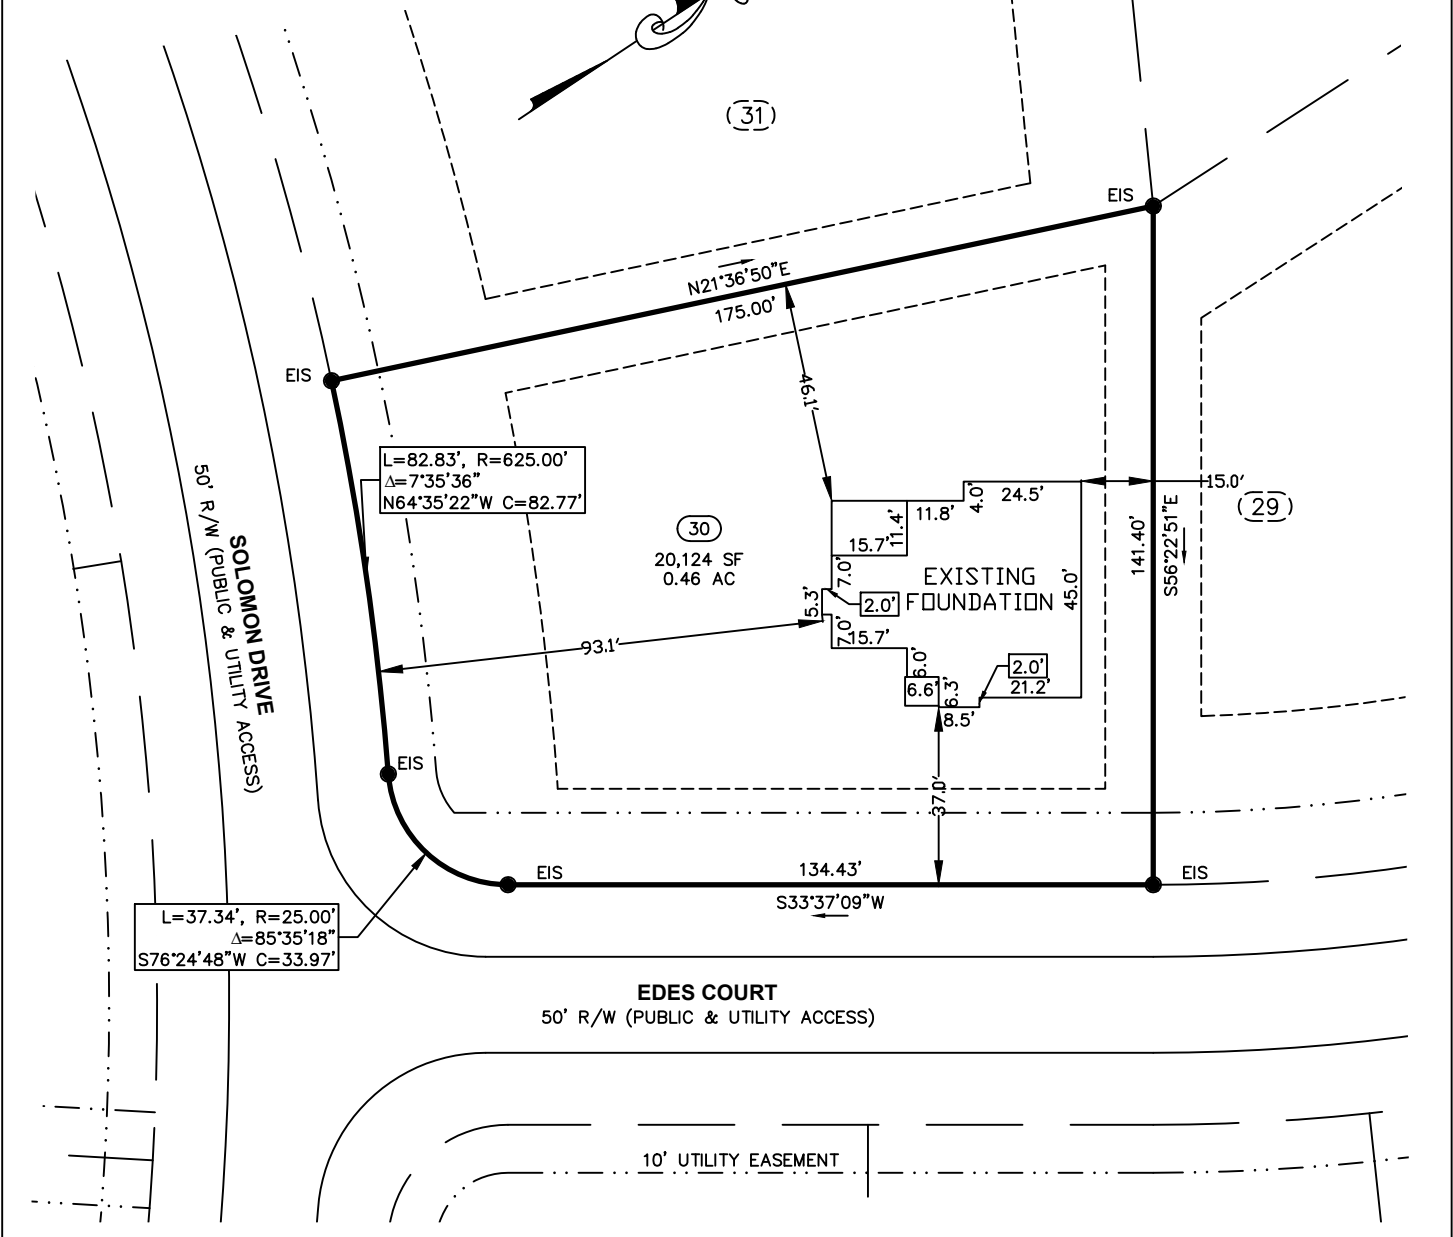 31
EIS
N21°36'50"E
175.00'
EIS
46.1'
L=82.83', R=625.00'
Δ=7°35'36"
N64°35'22"W C=82.77'
50' R/W (PUBLIC & UTILITY ACCESS)
SOLOMON DRIVE
30
20,124 SF
0.46 AC
15.0'
29
24.5'
4.0'
11.8'
11.4'
15.7'
7.0'
5.3'
2.0'
EXISTING
FOUNDATION
45.0'
141.40'
S56°22'51"E
7.0'
15.7'
93.1'
6.0'
6.6'
6.3'
2.0'
21.2'
8.5'
37.0'
EIS
EIS
134.43'
EIS
S33°37'09"W
L=37.34', R=25.00'
Δ=85°35'18"
S76°24'48"W C=33.97'
EDES COURT
50' R/W (PUBLIC & UTILITY ACCESS)
10' UTILITY EASEMENT